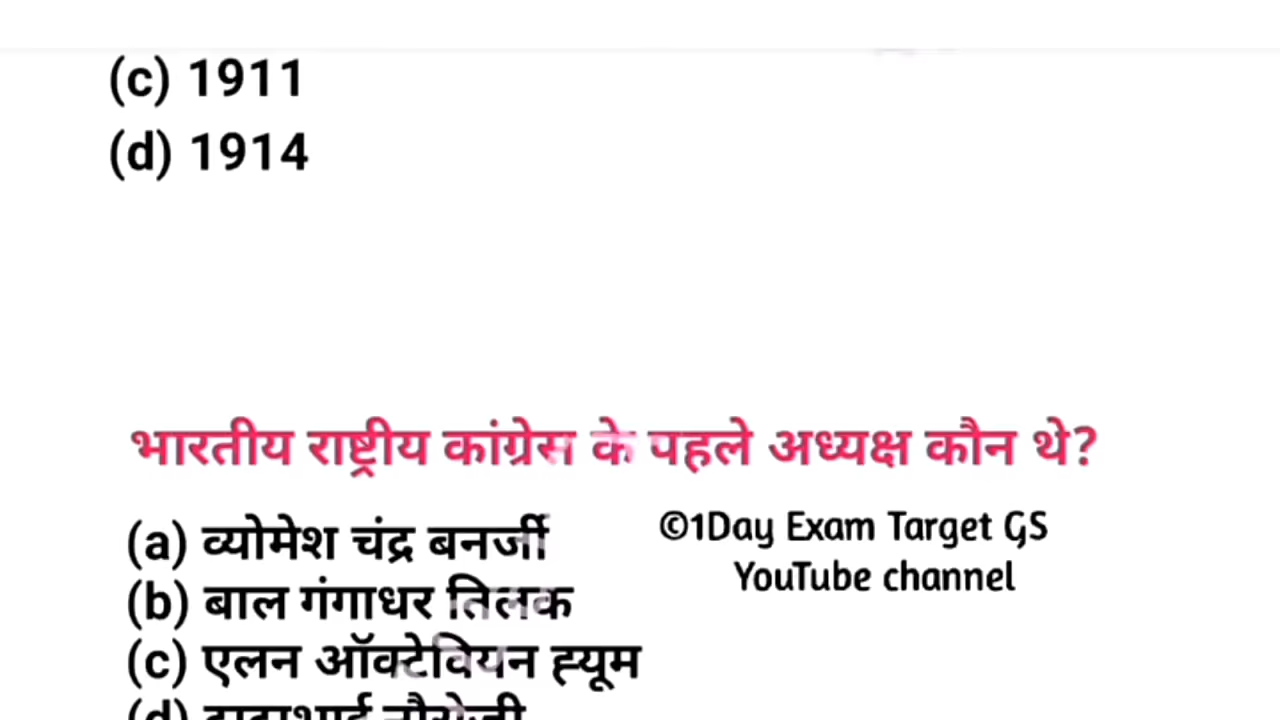 (c) 1911
(d) 1914
भारतीय राष्ट्रीय कांग्रेस के पहले अध्यक्ष कौन थे?
(a) व्योमेश चंद्र बनर्जी
©1Day Exam Target GS
YouTube channel
(b) बाल गंगाधर तिलक
(c) एलन ऑक्टेवियन ह्यूम
(d) दादाभाई नौरोजी